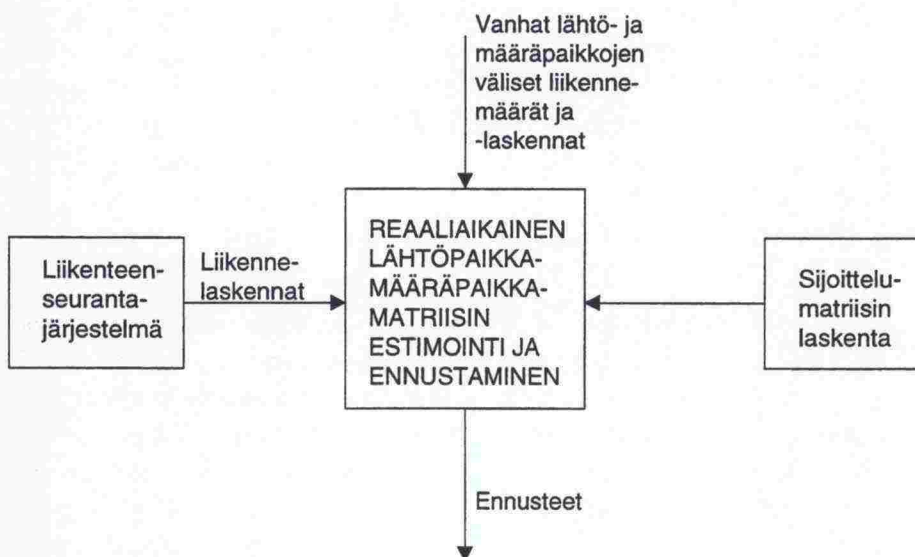 Vanhat lähtö- ja
määräpaikkojen
väliset liikenne-
määrät ja
-laskennat
Liikenteen-
seuranta-
järjestelmä
Liikenne-
laskennat
REAALIAIKAINEN
LÄHTÖPAIKKA-
MÄÄRÄPAIKKA-
MATRIISIN
ESTIMOINTI JA
ENNUSTAMINEN
Sijoittelu-
matriisin
laskenta
Ennusteet